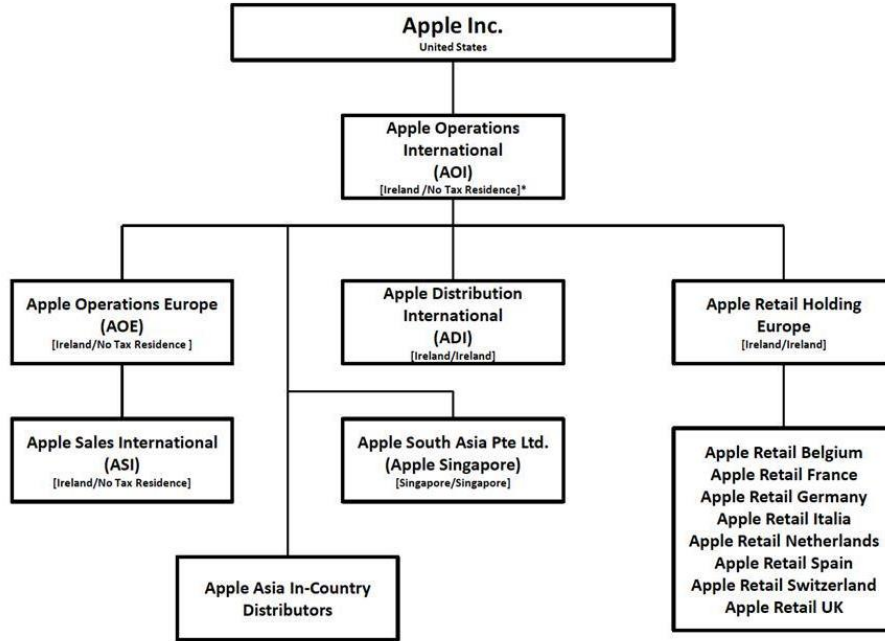 Apple Inc.
United States
Apple Operations
International
(AOI)
[Ireland /No Tax Residence]*
Apple Operations Europe
(AOE)
[Ireland/No Tax Residence ]
Apple Distribution
International
(ADI)
[Ireland/Ireland]
Apple Retail Holding
Europe
[Ireland/Ireland]
Apple Sales International
(ASI)
[Ireland/No Tax Residence]
Apple South Asia Pte Ltd.
(Apple Singapore)
[Singapore/Singapore]
Apple Retail Belgium
Apple Retail France
Apple Retail Germany
Apple Retail Italia
Apple Retail Netherlands
Apple Retail Spain
Apple Retail Switzerland
Apple Retail UK
Apple Asia In-Country
Distributors